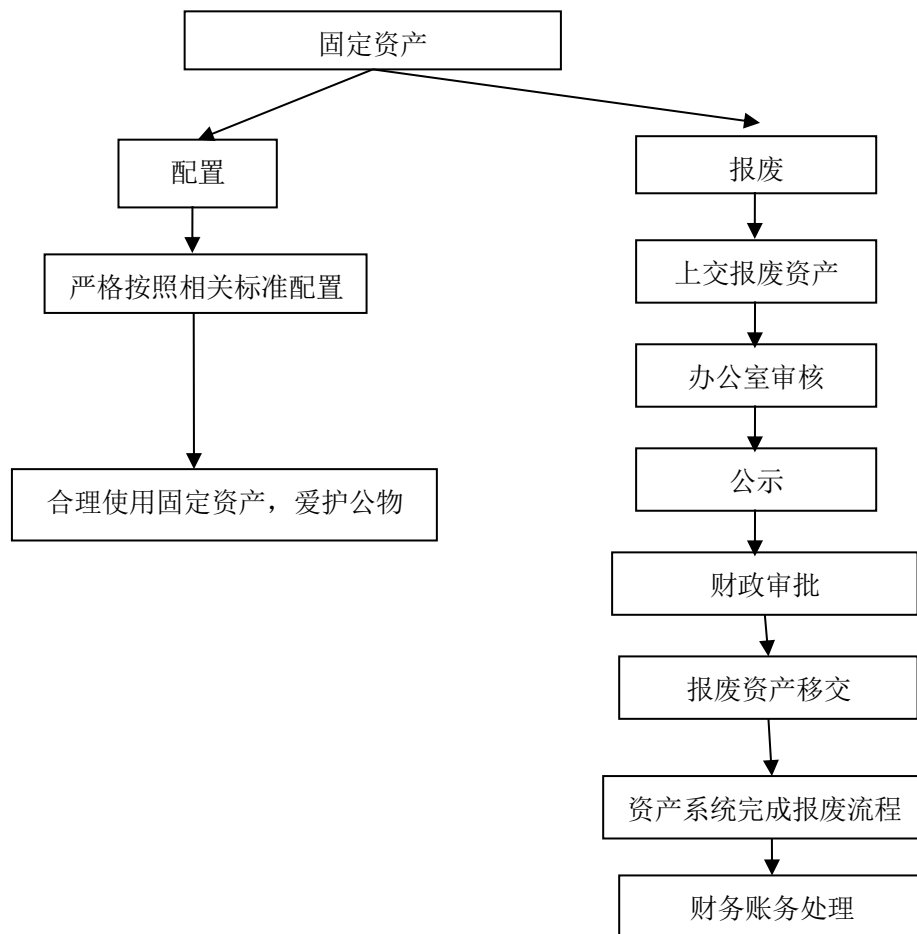 固定资产
配置
报废
严格按照相关标准配置
上交报废资产
办公室审核
合理使用固定资产，爱护公物
公示
财政审批
报废资产移交
资产系统完成报废流程
财务账务处理